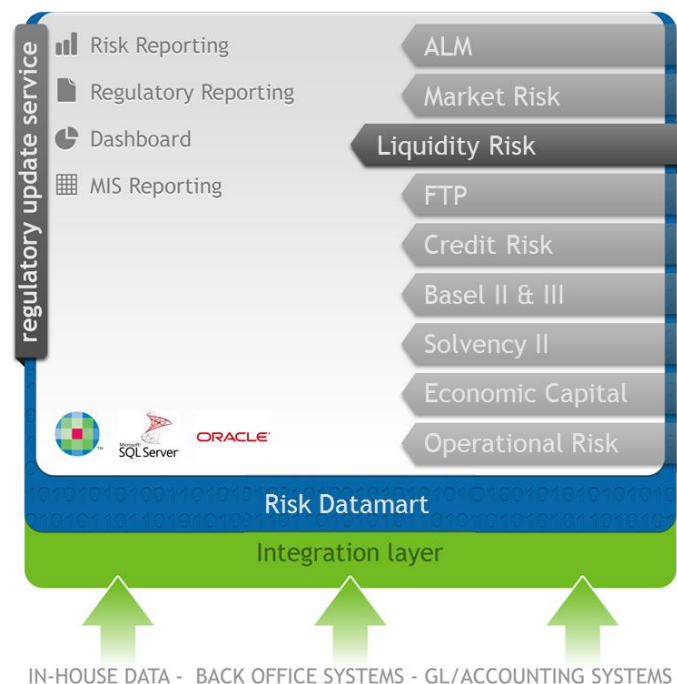 regulatory update service
Risk Reporting
Regulatory Reporting
Dashboard
MIS Reporting
ALM
Market Risk
Liquidity Risk
FTP
Credit Risk
Basel II & III
Solvency II
Economic Capital
Operational Risk
Microsoft
SQL Server
ORACLE
Risk Datamart
Integration layer
IN-HOUSE DATA - BACK OFFICE SYSTEMS - GL/ACCOUNTING SYSTEMS